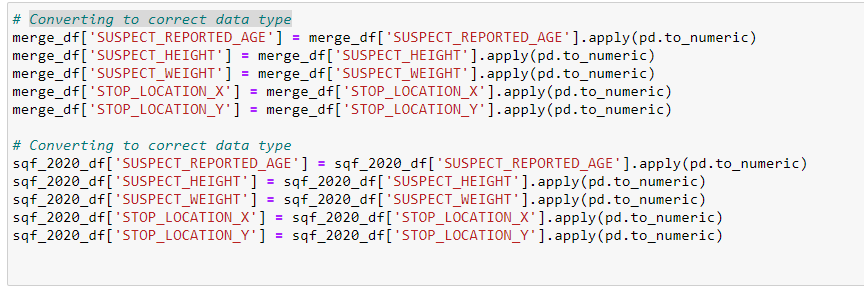 # Converting to correct data type
merge_df['SUSPECT_REPORTED_AGE'] = merge_df['SUSPECT_REPORTED_AGE'].apply(pd.to_numeric)
merge_df['SUSPECT_HEIGHT'] = merge_df['SUSPECT_HEIGHT'].apply(pd.to_numeric)
merge_df['SUSPECT_WEIGHT'] = merge_df['SUSPECT_WEIGHT'].apply(pd.to_numeric)
merge_df['STOP_LOCATION_X'] = merge_df['STOP_LOCATION_X'].apply(pd.to_numeric)
merge_df['STOP_LOCATION_Y'] = merge_df['STOP_LOCATION_Y'].apply(pd.to_numeric)
# Converting to correct data type
sqf_2020_df['SUSPECT_REPORTED_AGE'] = sqf_2020_df['SUSPECT_REPORTED_AGE'].apply(pd.to_numeric)
sqf_2020_df['SUSPECT_HEIGHT'] = sqf_2020_df['SUSPECT_HEIGHT'].apply(pd.to_numeric)
sqf_2020_df['SUSPECT_WEIGHT'] = sqf_2020_df['SUSPECT_WEIGHT'].apply(pd.to_numeric)
sqf_2020_df['STOP_LOCATION_X'] = sqf_2020_df['STOP_LOCATION_X'].apply(pd.to_numeric)
sqf_2020_df['STOP_LOCATION_Y'] = sqf_2020_df['STOP_LOCATION_Y'].apply(pd.to_numeric)